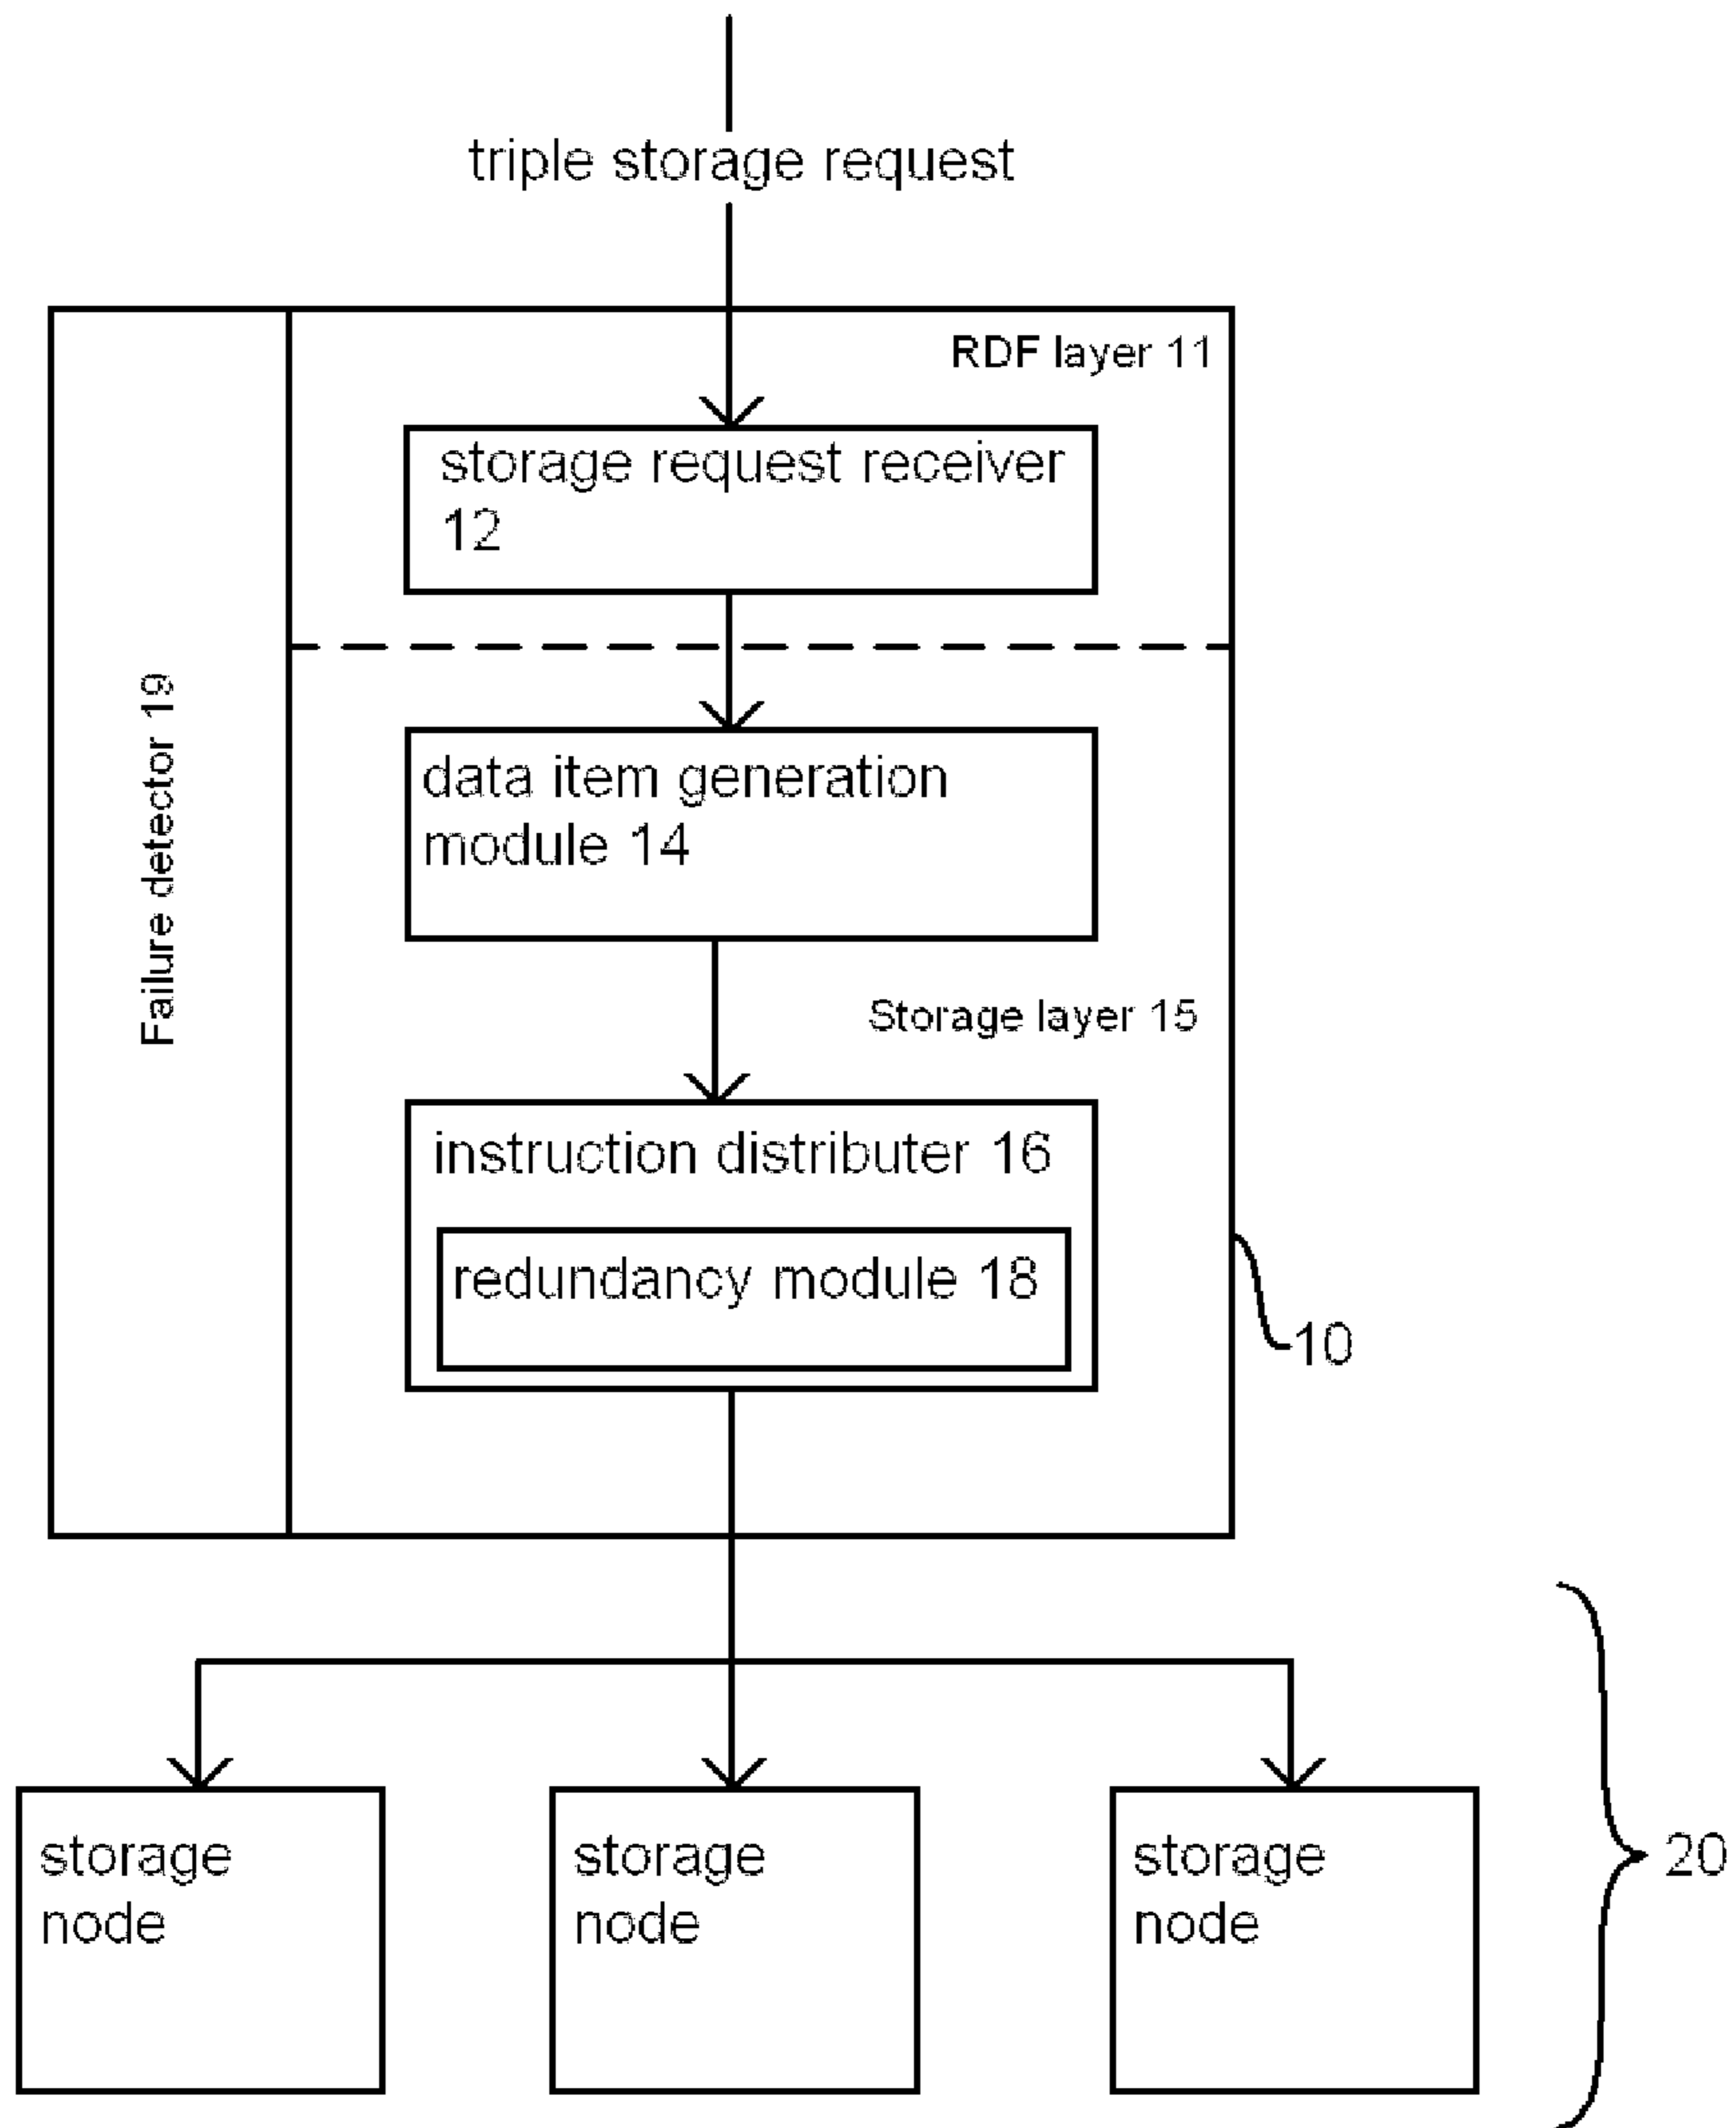 triple storage request
RDF layer 11
storage request receiver
12
Failure detector 19
data item generation
module 14
Storage layer 15
instruction distributer 16
redundancy module 18
10
storage
node
storage
node
storage
node
20